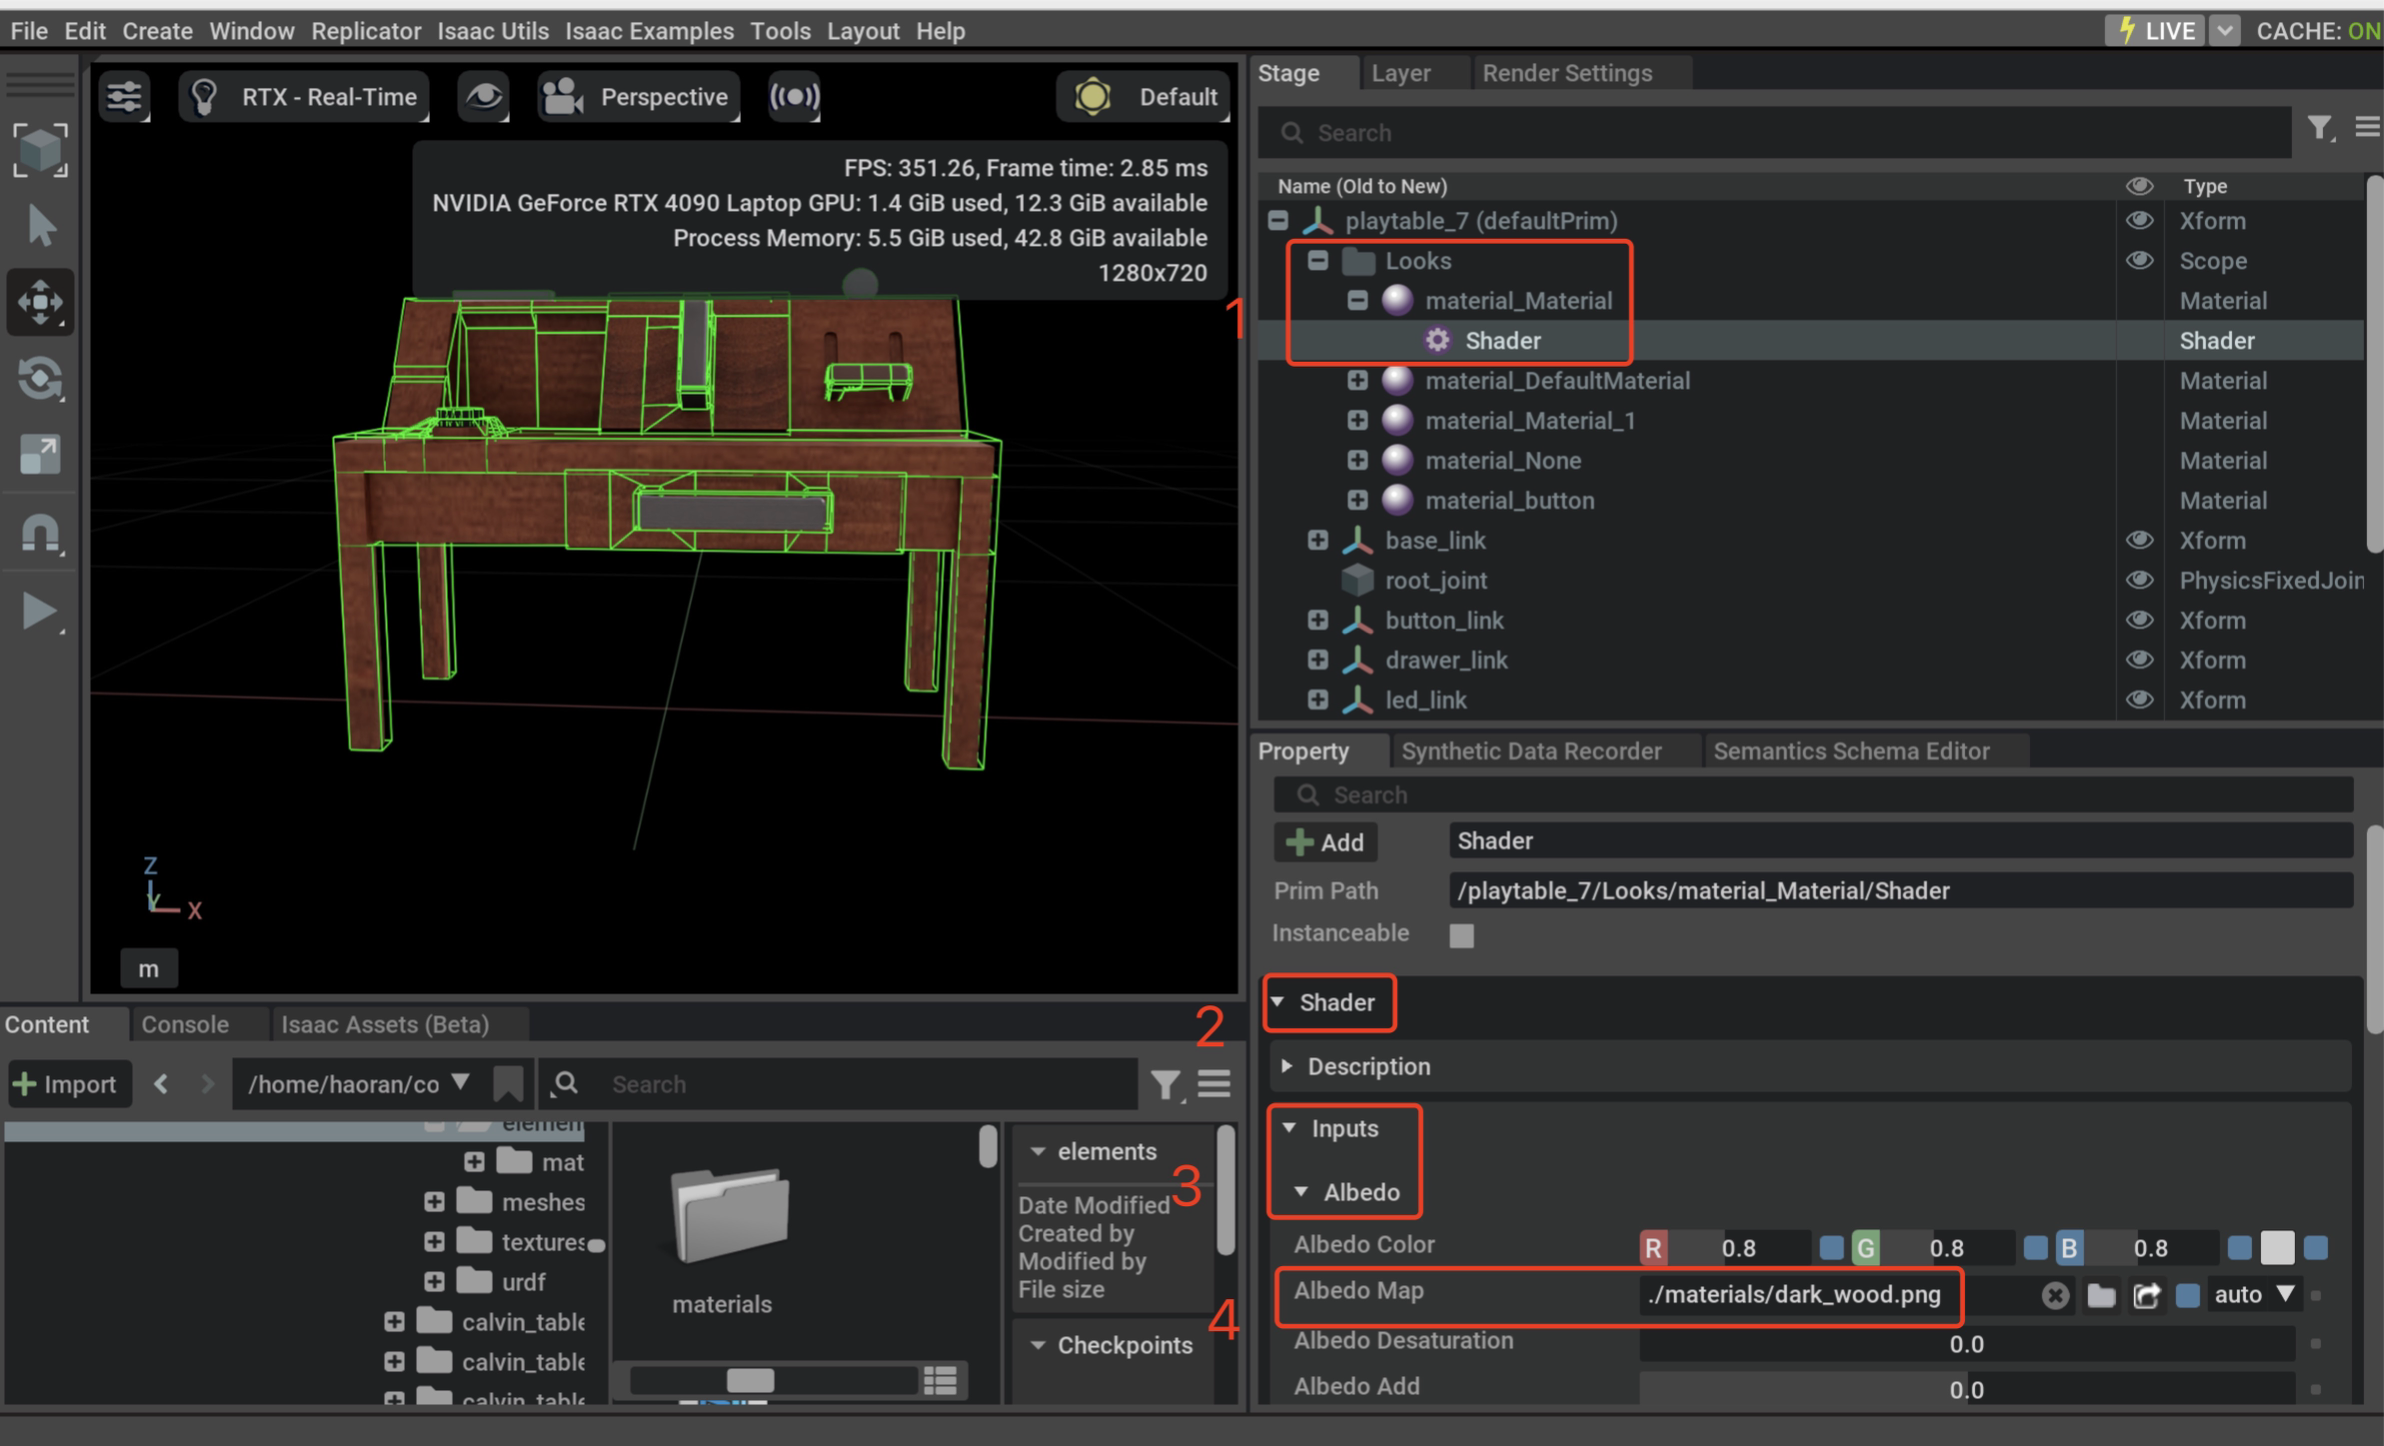 File Edit Create Window Replicator Isaac Utils Isaac Examples Tools Layout Help
LIVE CACHE: ON
RTX - Real-Time Perspective Default
FPS: 351.26, Frame time: 2.85 ms
NVIDIA GeForce RTX 4090 Laptop GPU: 1.4 GiB used, 12.3 GiB available
Process Memory: 5.5 GiB used, 42.8 GiB available
1280x720
Z
Y
X
m
1
Stage Layer Render Settings
Search
Name (Old to New) Type
playtable_7 (defaultPrim) Xform
Looks Scope
material_Material Material
Shader Shader
material_DefaultMaterial Material
material_Material_1 Material
material_None Material
material_button Material
base_link Xform
root_joint PhysicsFixedJoin
button_link Xform
drawer_link Xform
led_link Xform
Property Synthetic Data Recorder Semantics Schema Editor
Search
Add Shader
Prim Path /playtable_7/Looks/material_Material/Shader
Instanceable
2
Shader
Description
3
Inputs
Albedo
Albedo Color R 0.8 G 0.8 B 0.8
4
Albedo Map ./materials/dark_wood.png auto
Albedo Desaturation 0.0
Albedo Add 0.0
Content Console Isaac Assets (Beta)
Import /home/haoran/co Search
elemen
mat
meshes
textures
urdf
calvin_table
calvin_table
calvin_table
materials
elements
Date Modified
Created by
Modified by
File size
Checkpoints